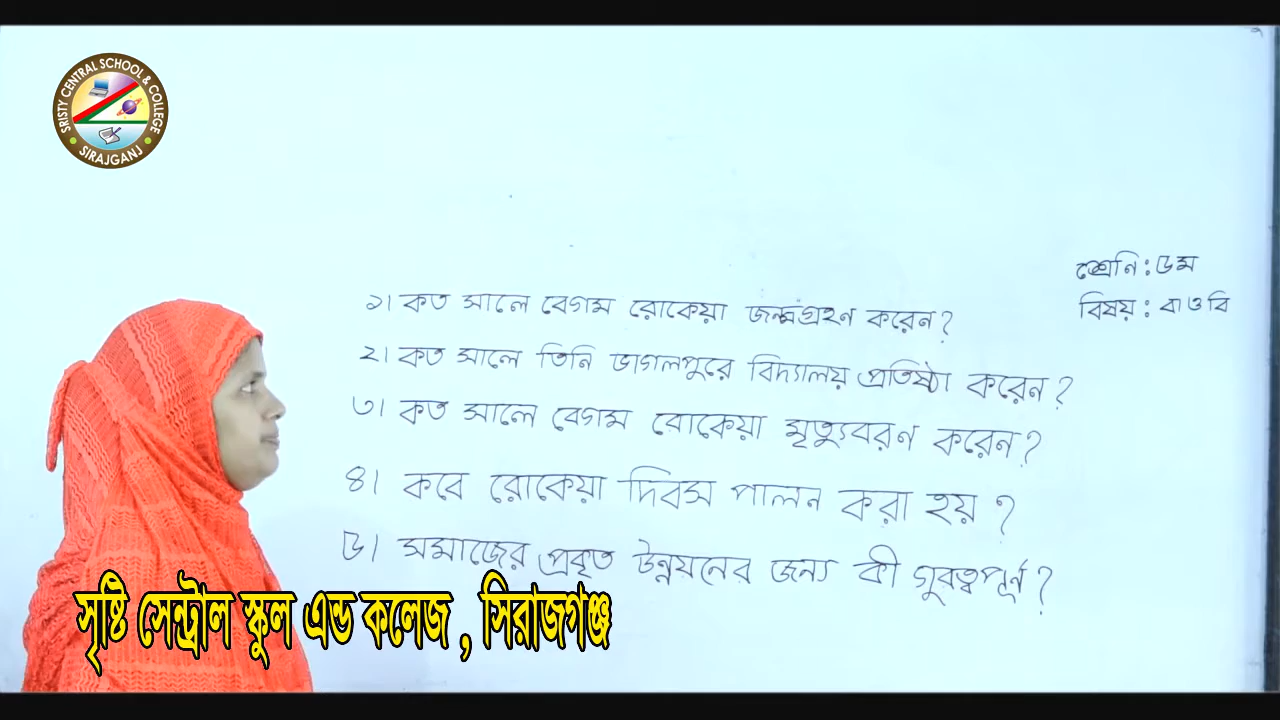 SRISTY CENTRAL SCHOOL & COLLEGE
SIRAJGANJ
শ্রেণি : ৫ম
বিষয় : বাওবি
১। কত সালে বেগম রোকেয়া জন্মগ্রহণ করেন?
২। কত সালে তিনি ভাগলপুরে বিদ্যালয় প্রতিষ্ঠা করেন?
৩। কত সালে বেগম রোকেয়া মৃত্যুবরণ করেন?
৪। কবে রোকেয়া দিবস পালন করা হয়?
৫। সমাজের প্রকৃত উন্নয়নের জন্য কী গুরুত্বপূর্ন?
সৃষ্টি সেন্ট্রাল স্কুল এন্ড কলেজ , সিরাজগঞ্জ